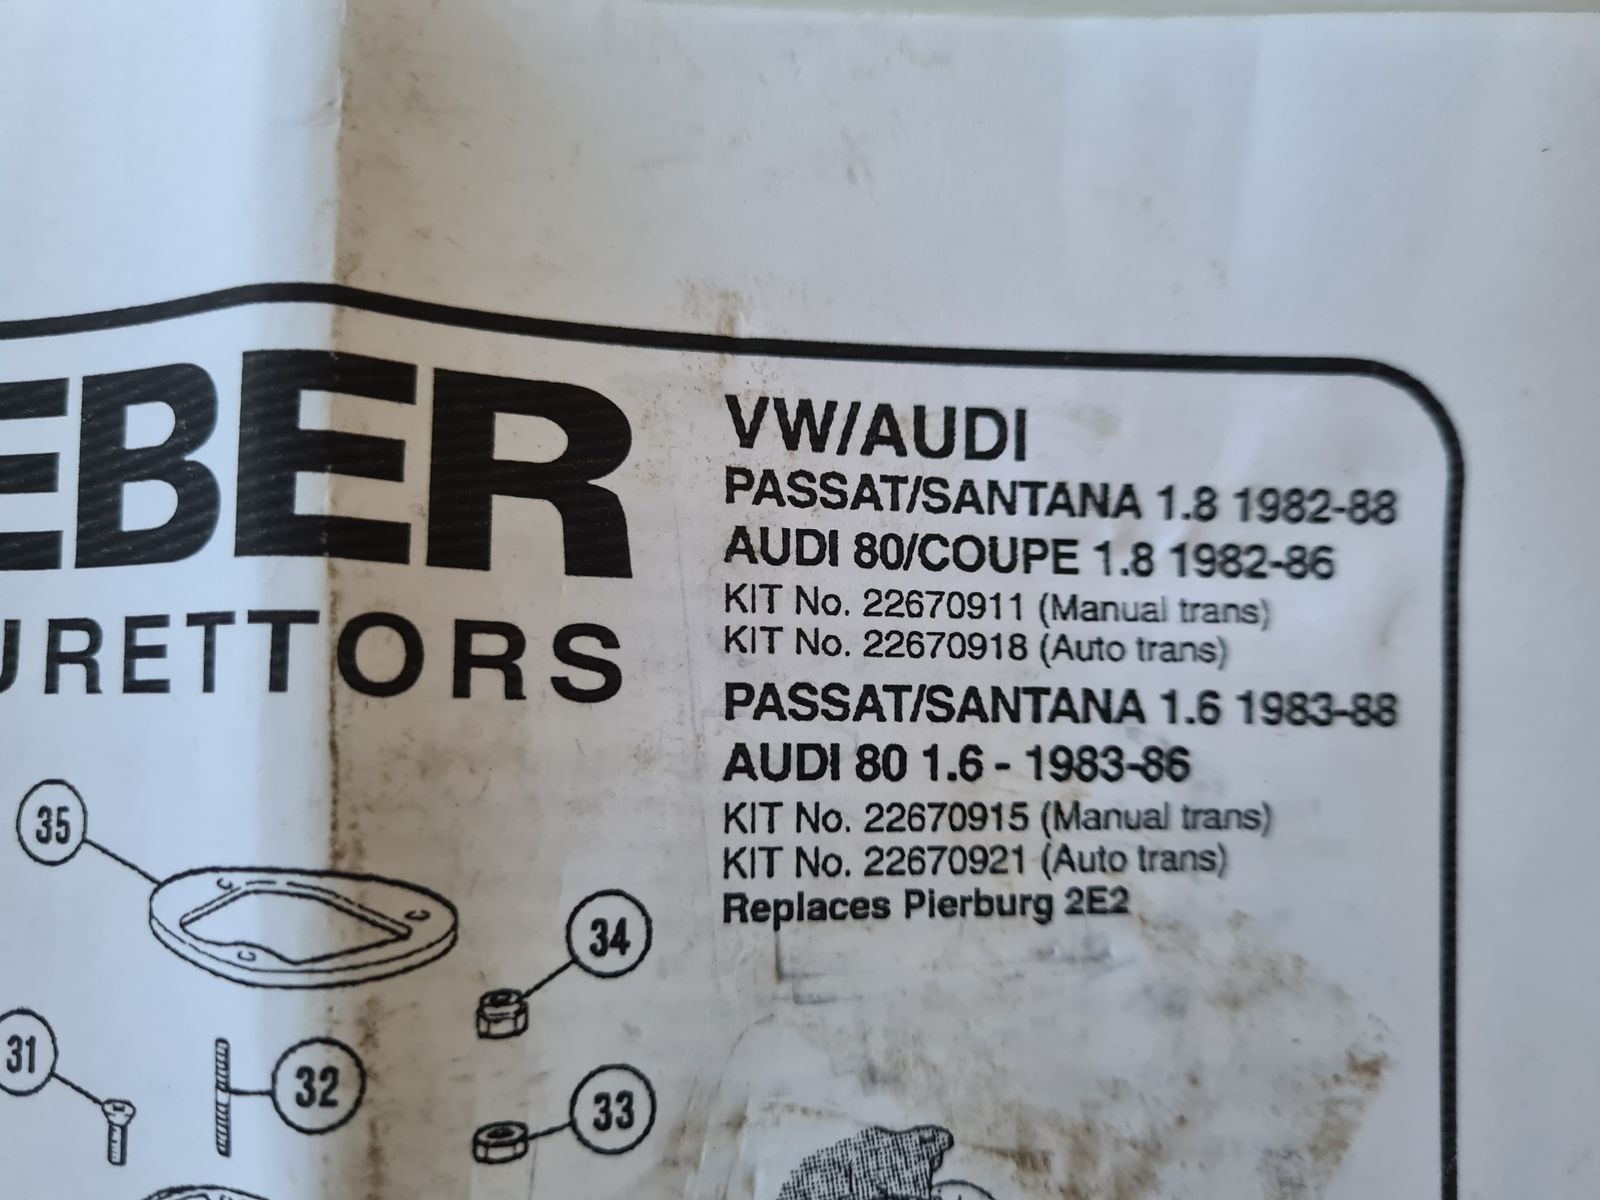 EBER
URETTORS
VW/AUDI
PASSAT/SANTANA 1.8 1982-88
AUDI 80/COUPE 1.8 1982-86
KIT No. 22670911 (Manual trans)
KIT No. 22670918 (Auto trans)
PASSAT/SANTANA 1.6 1983-88
AUDI 80 1.6 - 1983-86
KIT No. 22670915 (Manual trans)
KIT No. 22670921 (Auto trans)
Replaces Pierburg 2E2
35
C
C
C
34
31
32
33